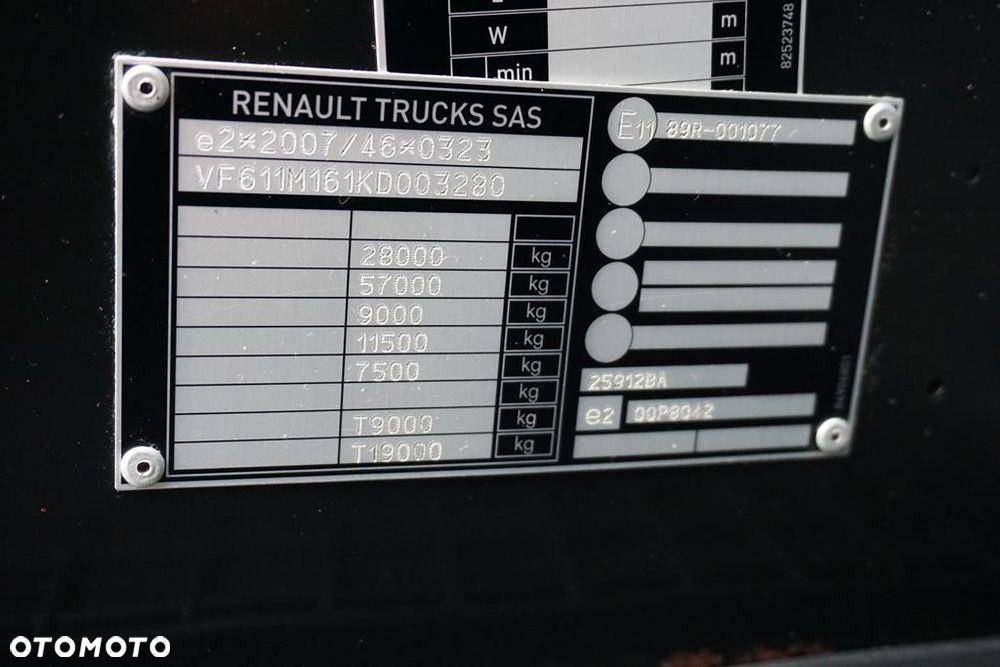 W m
min m
82523748
RENAULT TRUCKS SAS
e2*2007/46*0323
VF611M161KD003280
28000 kg
57000 kg
9000 kg
11500 kg
7500 kg
kg
T9000 kg
T19000 kg
E11 89R-001077
25912BA
e2 00P8042
OTOMOTO